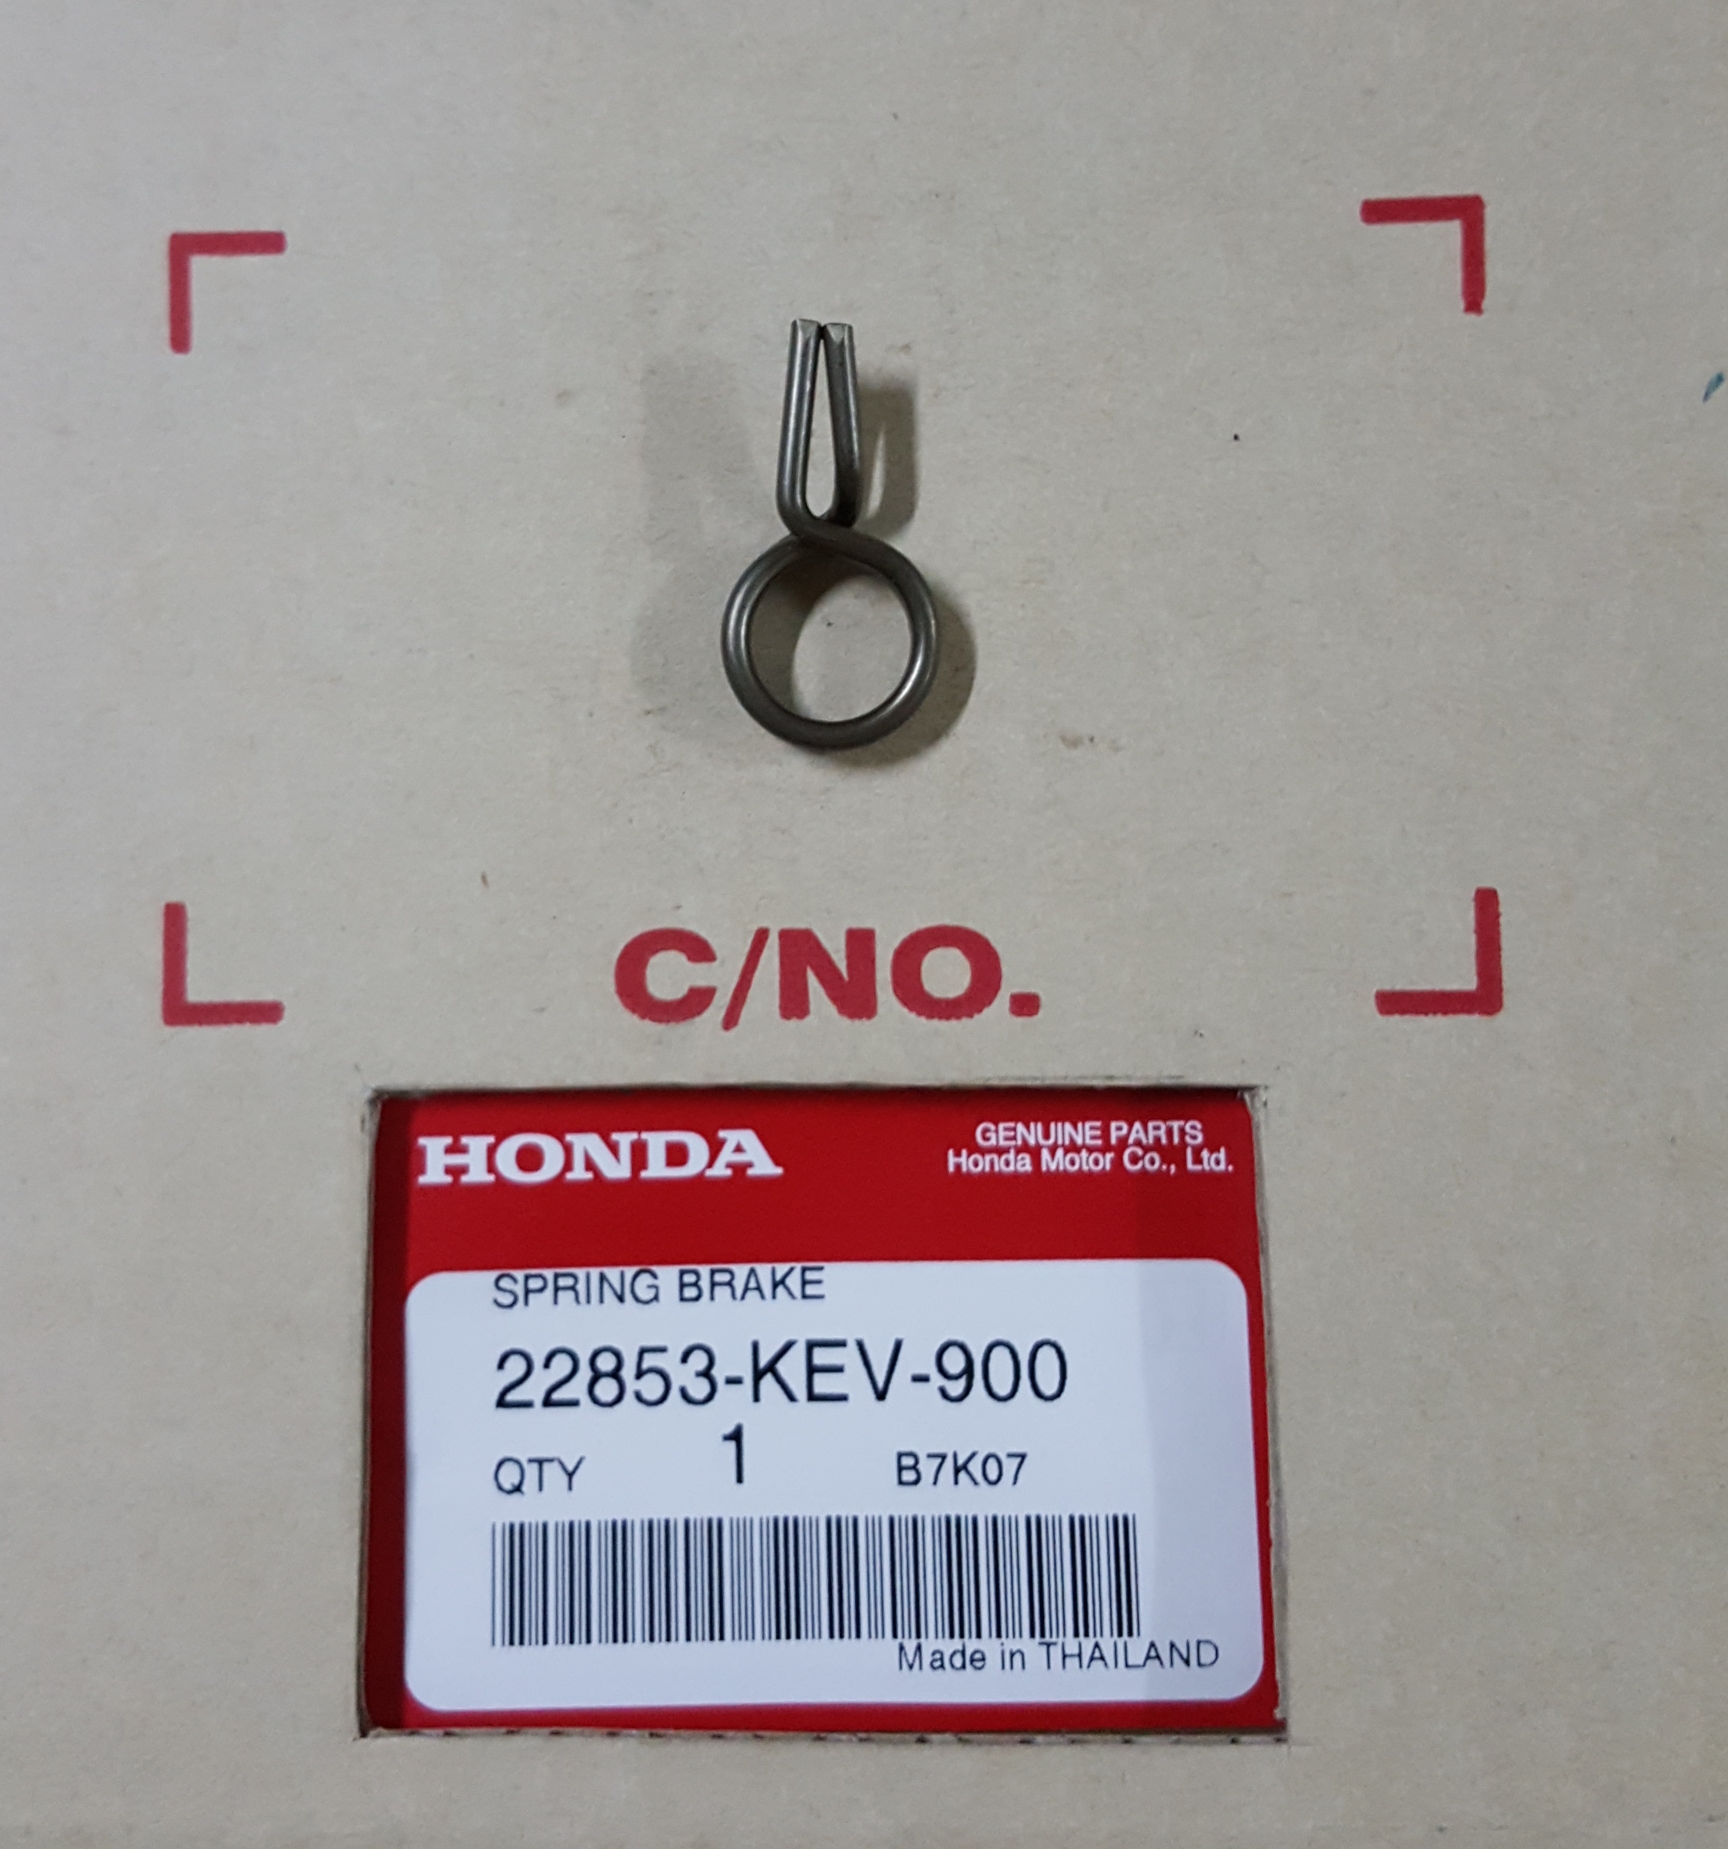 C/NO.
HONDA
GENUINE PARTS
Honda Motor Co., Ltd.
SPRING BRAKE
22853-KEV-900
QTY 1 B7K07
Made in THAILAND